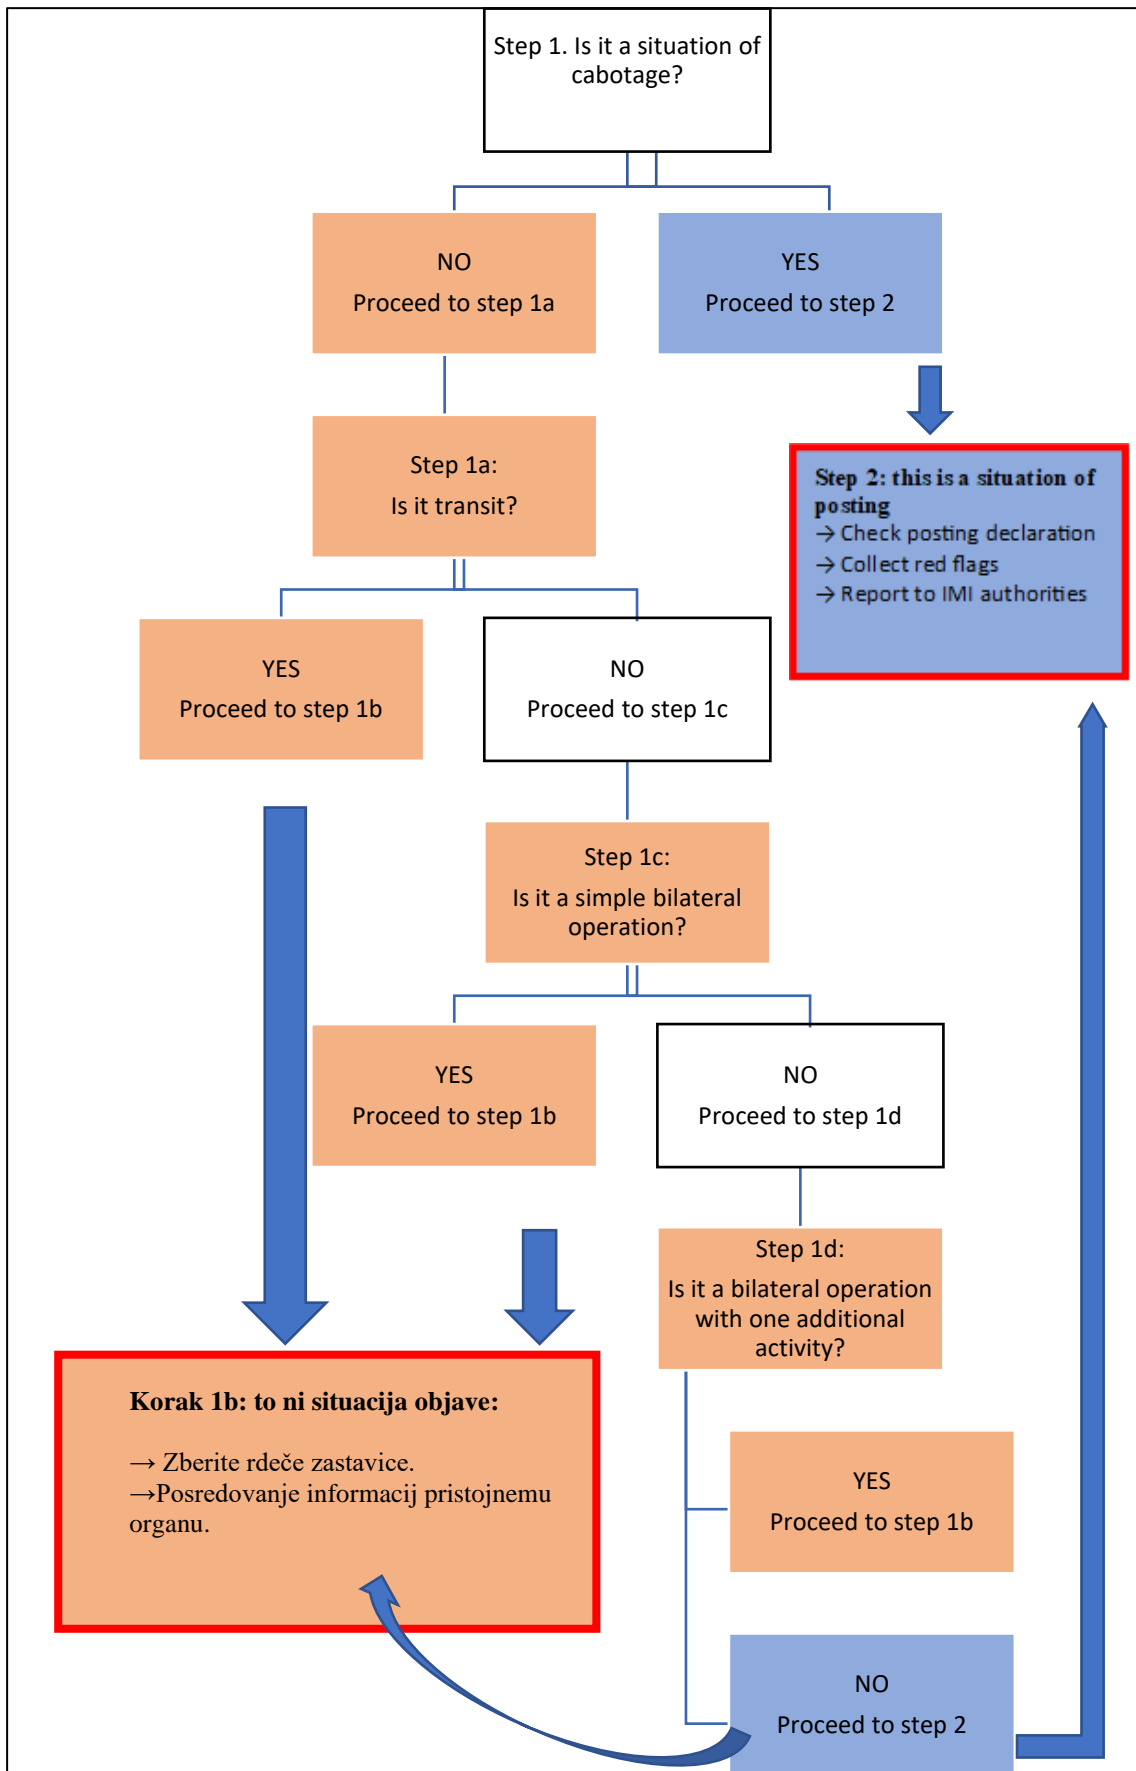 Step 1. Is it a situation of
cabotage?
NO
Proceed to step 1a
YES
Proceed to step 2
Step 1a:
Is it transit?
Step 2: this is a situation of
posting
→ Check posting declaration
→ Collect red flags
→ Report to IMI authorities
YES
Proceed to step 1b
NO
Proceed to step 1c
Step 1c:
Is it a simple bilateral
operation?
YES
Proceed to step 1b
NO
Proceed to step 1d
Step 1d:
Is it a bilateral operation
with one additional
activity?
Korak 1b: to ni situacija objave:
→ Zberite rdeče zastavice.
→Posredovanje informacij pristojnemu
organu.
YES
Proceed to step 1b
NO
Proceed to step 2